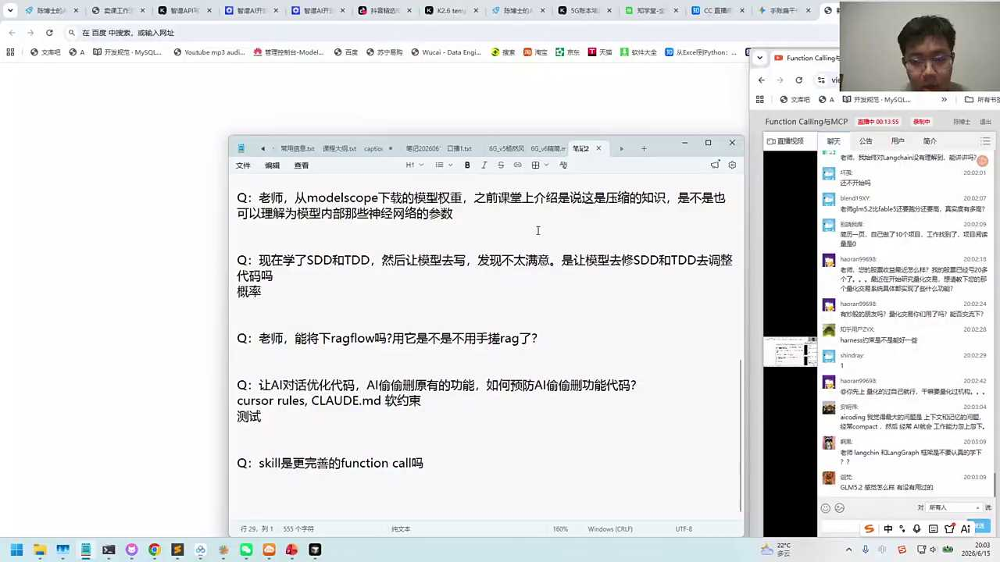 陈博士的A
卖课工作
智谱API
智谱AI开
智谱AI开
抖音精选
K2.6 tem
陈博士的A
5G账本培
知学堂-企
CC 直播网
手账扁平
在 百度 中搜索，或输入网址
文库吧
A
开发规范 · MySQL...
Youtube mp3 audi...
管理控制台-Model...
百度
苏宁易购
Wucai - Data Engi...
搜索
淘宝
京东
天猫
软件大全
从Excel到Python：...
常用信息.txt
课程大纲.txt
caption
笔记202606
口播1.txt
6G_v5杨然风
6G_v6精简.m
笔记2
文件
编辑
查看
H1
B
I
S
Q：老师，从modelscope下载的模型权重，之前课堂上介绍是说这是压缩的知识，是不是也
可以理解为模型内部那些神经网络的参数
Q：现在学了SDD和TDD，然后让模型去写，发现不太满意。是让模型去修SDD和TDD去调整
代码吗
概率
Q：老师，能将下ragflow吗?用它是不是不用手搓rag了?
Q：让AI对话优化代码，AI偷偷删原有的功能，如何预防AI偷偷删功能代码?
cursor rules, CLAUDE.md 软约束
测试
Q：skill是更完善的function call吗
行 29，列 1
555 个字符
纯文本
160%
Windows (CRLF)
UTF-8
Function Calling与
文库吧
A
开发规范 · MySQL...
所有书签
Function Calling与MCP
直播中 00:13:55
录制中
陈博士
退出
直播视频
聊天
公告
用户
简介
老师，我始终对Langchain没有理解到，能讲讲吗?
20:02:01
还不开始吗
blend19XY:
20:02:07
老师glm5.2比fable5还要跑分还要高，真实度有多高?
20:02:09
简历一页，自己做了10个项目，工作找到了，项目阅读
量是0
haoran99698:
20:02:18
老师，您的股票收益最近怎么样？我的股票已经亏20多
个了。。。最近在开始研究量化交易，想请教下您的那
个量化交易系统具体都实现了些什么功能?
haoran99698:
20:02:24
有炒股的朋友吗？量化交易你们用了吗？能否交流下?
知乎用户ZYX:
20:02:28
harness约束是不是能好一些
shindray:
20:02:29
1
haoran99698:
20:02:42
@你先上 量化的过自己就行，干嘛要量化过机构。。。
20:03:04
aicoding 我觉得最大的问题是 上下文和记忆的问题，
经常compact ，然后 经常 AI就会 工作能力忽上忽下。
20:03:09
老师 langchin 和LangGraph 框架是不要认真的学下
? ?
20:03:09
GLM5.2 感觉怎么样 有没有用过的
对
所有人
说:
发送
中
22°C
多云
20:03
2026/6/15